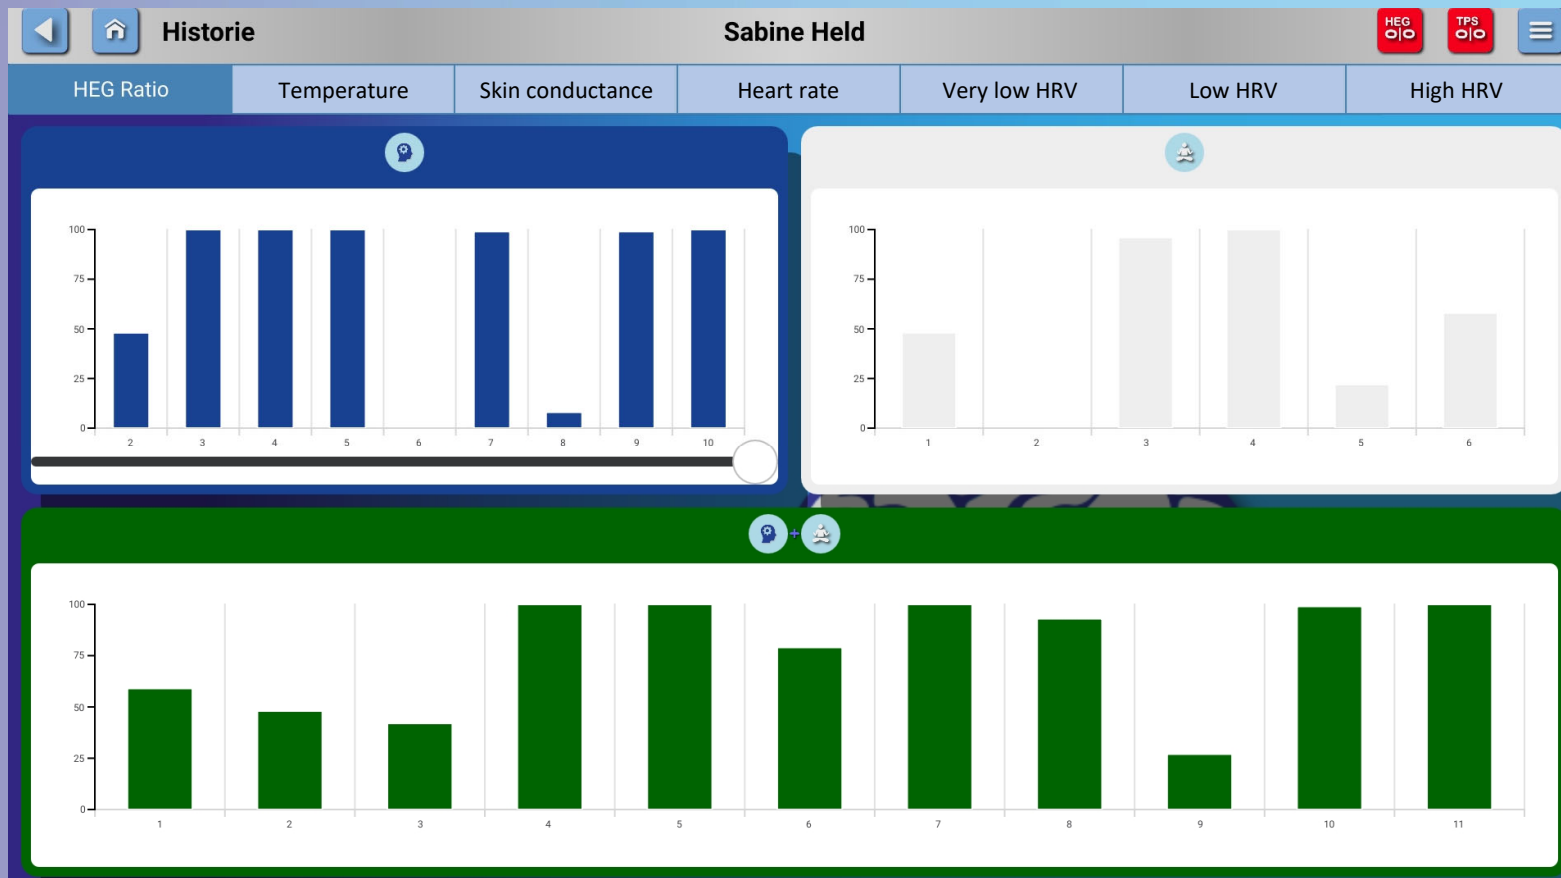 Historie
Sabine Held
HEG
TPS
HEG Ratio
Temperature
Skin conductance
Heart rate
Very low HRV
Low HRV
High HRV
100
75
50
25
0
2 3 4 5 6 7 8 9 10
100
75
50
25
0
1 2 3 4 5 6
+
100
75
50
25
0
1 2 3 4 5 6 7 8 9 10 11